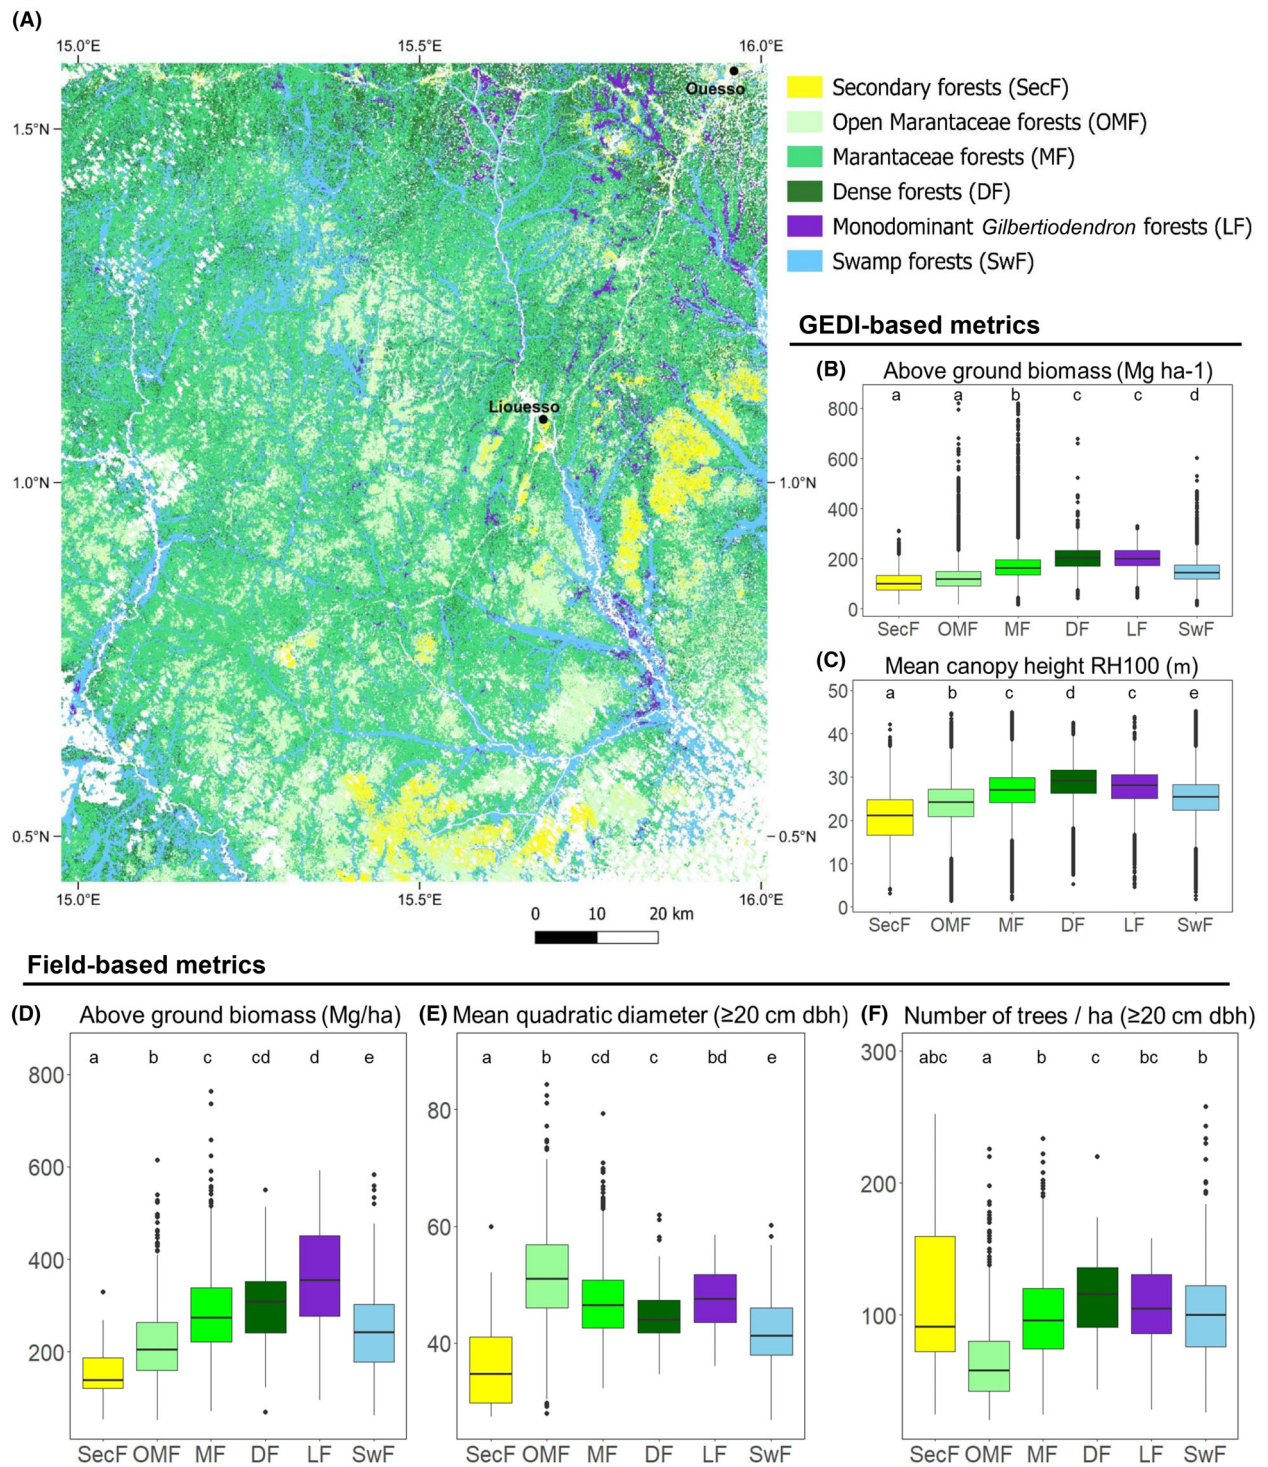 (A)
15.0°E 15.5°E 16.0°E
Ouesso
1.5°N
Liouesso
1.0°N 1.0°N
0.5°N 0.5°N
15.0°E 15.5°E 16.0°E
0 10 20 km
Secondary forests (SecF)
Open Marantaceae forests (OMF)
Marantaceae forests (MF)
Dense forests (DF)
Monodominant Gilbertiodendron forests (LF)
Swamp forests (SwF)
GEDI-based metrics
(B) Above ground biomass (Mg ha-1)
a a b c c d
800
600
400
200
0
SecF OMF MF DF LF SwF
(C) Mean canopy height RH100 (m)
a b c d c e
50
40
30
20
10
0
SecF OMF MF DF LF SwF
Field-based metrics
(D) Above ground biomass (Mg/ha)
a b c cd d e
800
600
400
200
SecF OMF MF DF LF SwF
(E) Mean quadratic diameter (≥20 cm dbh)
a b cd c bd e
80
60
40
SecF OMF MF DF LF SwF
(F) Number of trees / ha (≥20 cm dbh)
abc a b c bc b
300
200
100
SecF OMF MF DF LF SwF